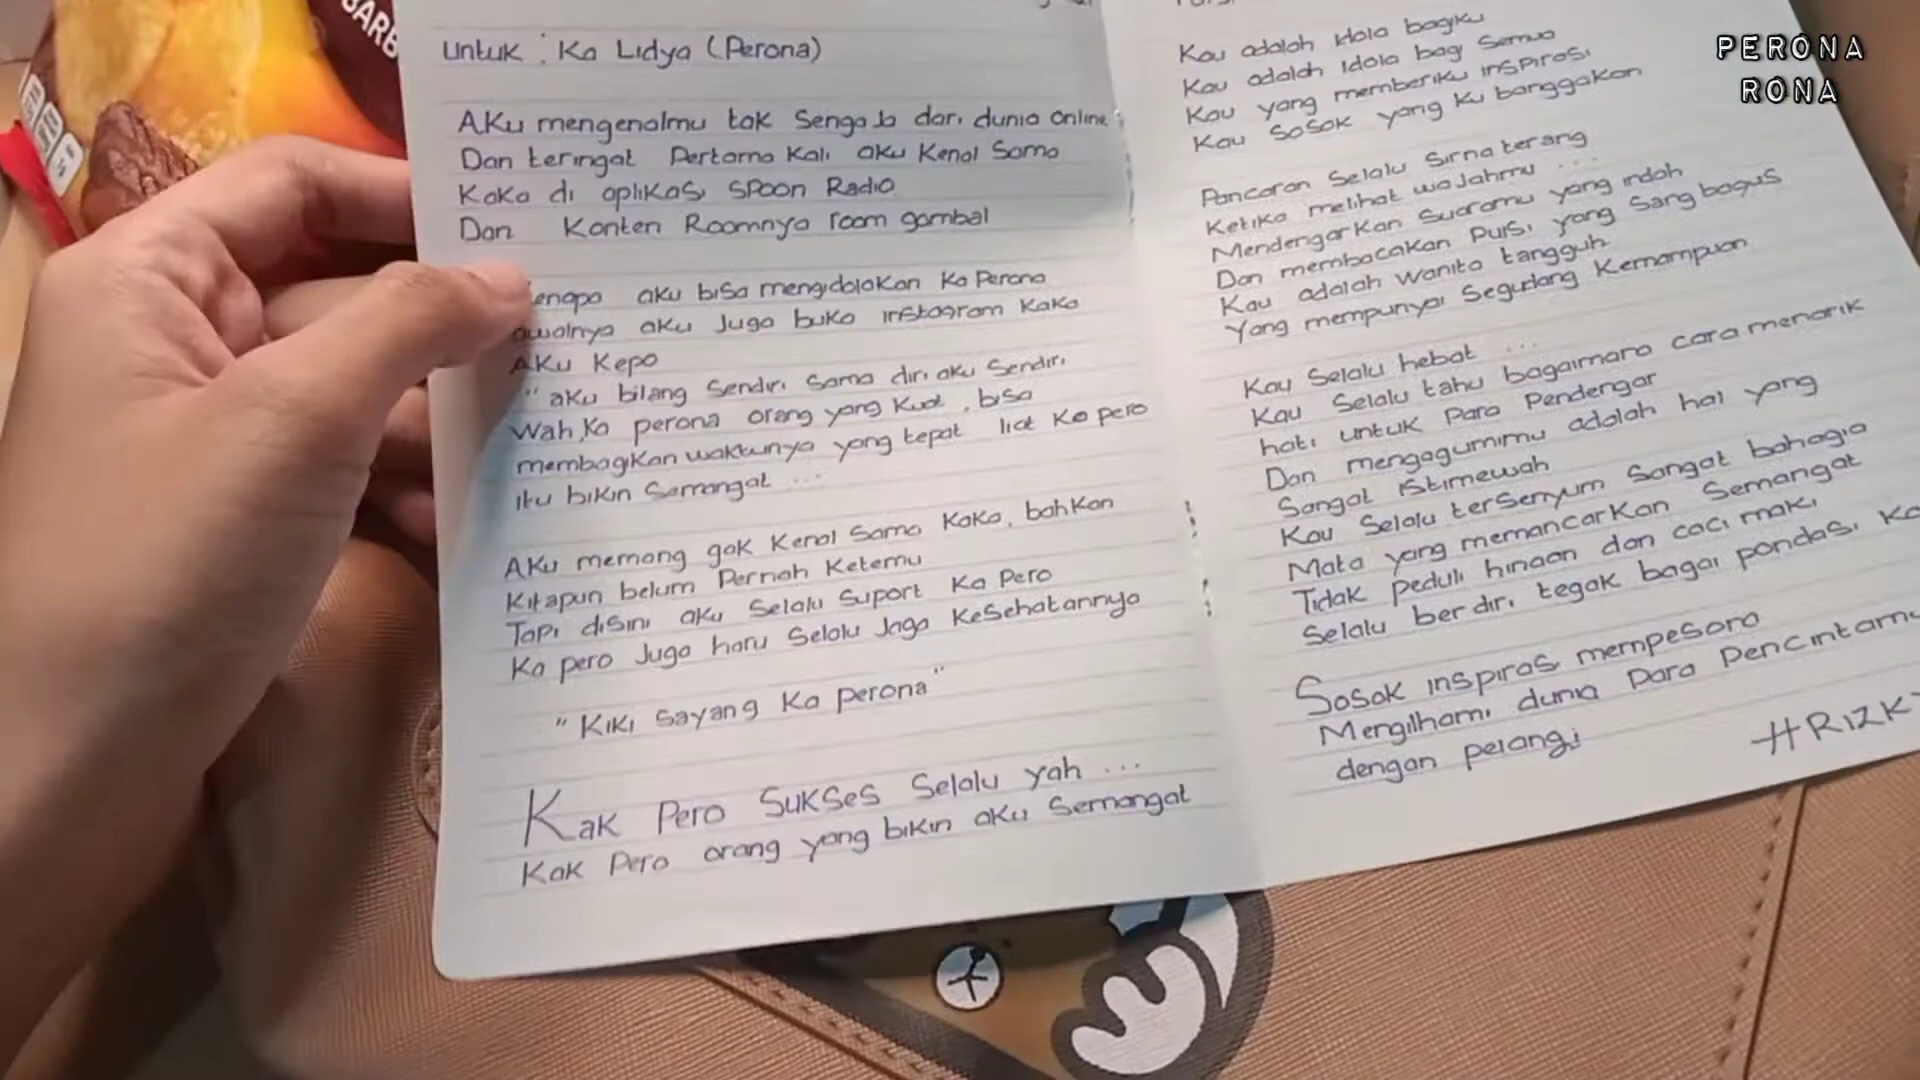 BARB
PERONA
RONA
Untuk : Ka Lidya (Perona)
Aku mengenalmu tak sengaja dari dunia online
Dan teringat Pertama Kali aku Kenal Sama
Kaka di aplikasi SPOON Radio
Dan Konten Roomnya room gombal
enapa aku bisa mengidolakan Ka Perona
awalnya aku Juga buka instagram Kaka
Aku Kepo
"aku bilang Sendiri Sama diri aku Sendiri
Wah, Ka perona orang yang Kuat, bisa
membagikan waktunya yang tepat liat Ka pero
itu bikin Semangat ...
Aku memang gak Kenal Sama Kaka, bahkan
Kitapun belum Pernah Ketemu
Tapi disini aku Selalu Suport Ka Pero
Ka pero Juga haru Selalu Jaga Kesehatannya
"Kiki Sayang Ka perona"
Kak Pero Sukses Selalu yah ...
Kak Pero orang yang bikin aku Semangat
Kau adalah Idola bagiku
Kau adalah Idola bagi Semua
Kau yang memberiku inspirasi
Kau Sosok yang Ku banggakan
Pancaran Selalu Sirna terang
Ketika melihat wajahmu ...
Mendengarkan Suaramu yang indah
Dan membacakan Puisi yang Sang bagus
Kau adalah Wanita tangguh
Yang mempunyai Segudang Kemampuan
Kau Selalu hebat ...
Kau Selalu tahu bagaimana cara menarik
hati untuk Para Pendengar
Dan mengagumimu adalah hal yang
Sangat istimewah
Kau Selalu tersenyum Sangat bahagia
Mata yang memancarkan Semangat
Tidak peduli hinaan dan caci maki
Selalu berdiri tegak bagai pondasi Ka
Sosok inspirasi mempesona
Mengilhami dunia Para Pencintamu
dengan pelangi
#RIZKY